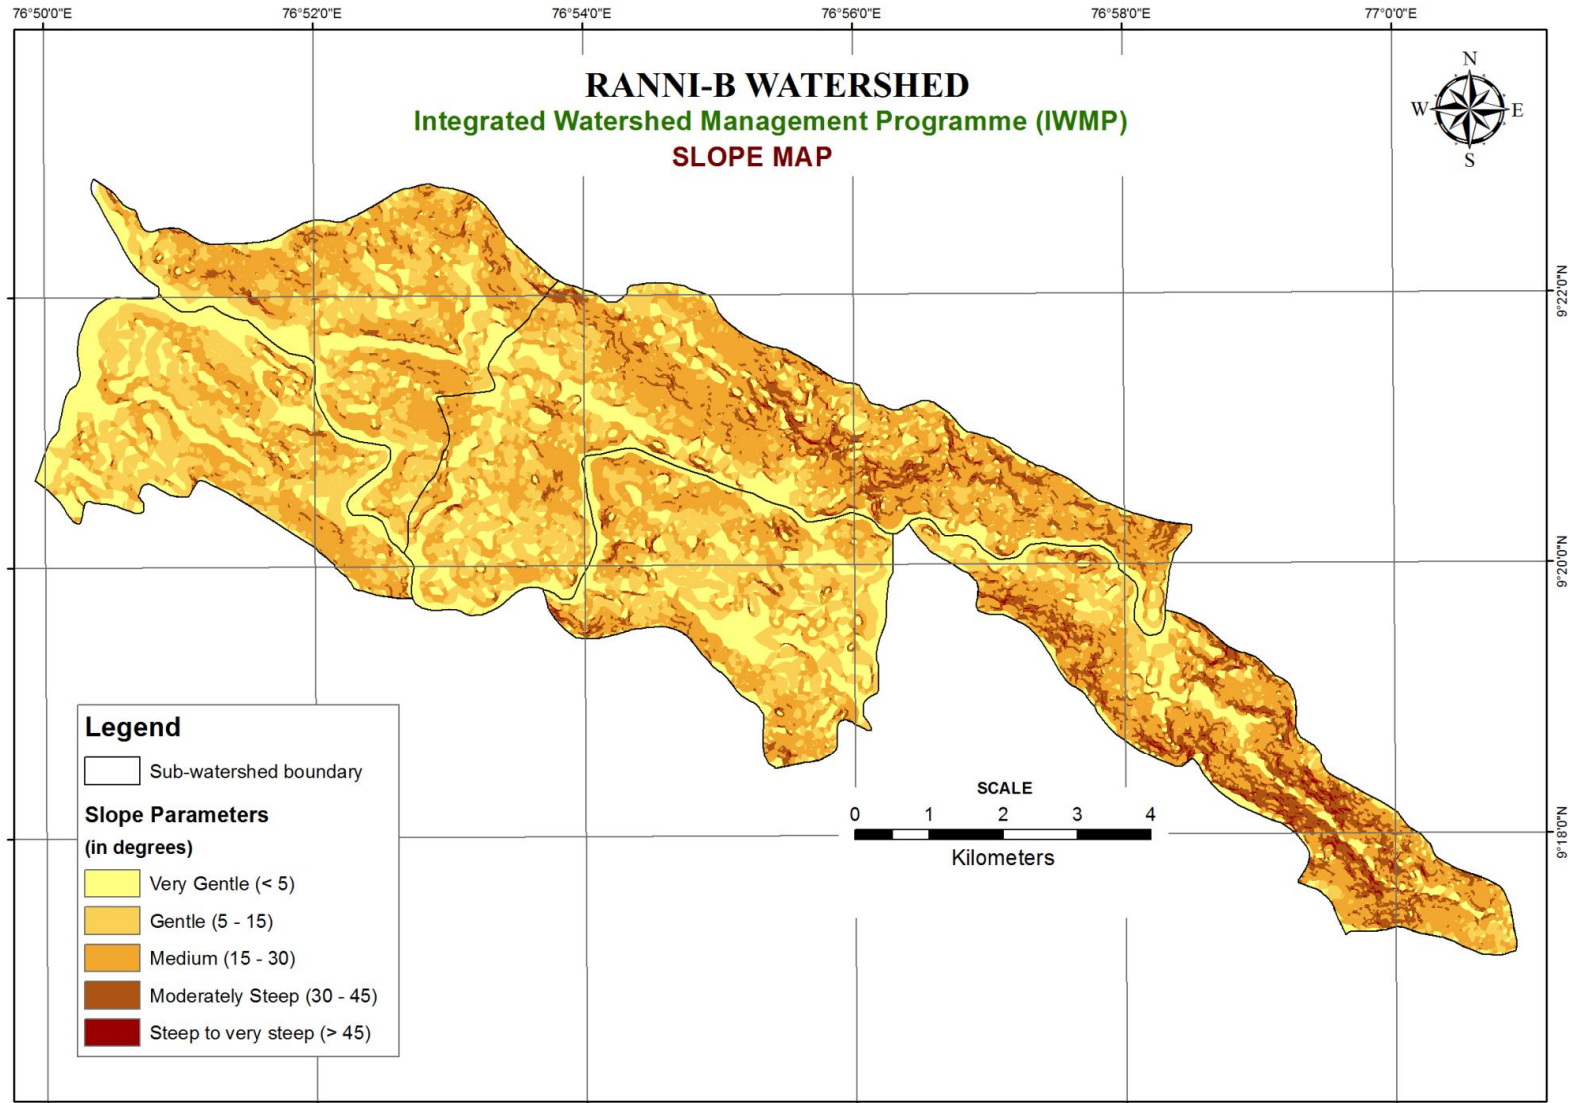 76°50'0"E 76°52'0"E 76°54'0"E 76°56'0"E 76°58'0"E 77°0'0"E
RANNI-B WATERSHED
Integrated Watershed Management Programme (IWMP)
SLOPE MAP
N
W E
S
9°22'0"N
9°20'0"N
9°18'0"N
Legend
Sub-watershed boundary
Slope Parameters
(in degrees)
Very Gentle (< 5)
Gentle (5 - 15)
Medium (15 - 30)
Moderately Steep (30 - 45)
Steep to very steep (> 45)
SCALE
0 1 2 3 4
Kilometers